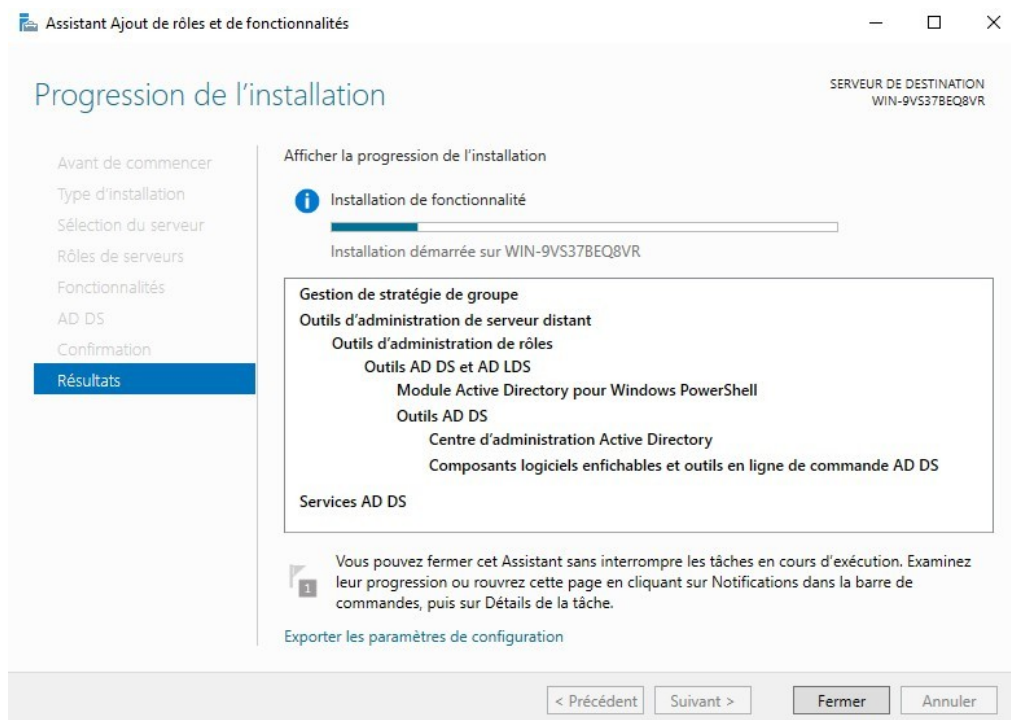 Assistant Ajout de rôles et de fonctionnalités
Progression de l'installation
SERVEUR DE DESTINATION
WIN-9VS37BEQ8VR
Avant de commencer
Type d'installation
Sélection du serveur
Rôles de serveurs
Fonctionnalités
AD DS
Confirmation
Résultats
Afficher la progression de l'installation
Installation de fonctionnalité
Installation démarrée sur WIN-9VS37BEQ8VR
Gestion de stratégie de groupe
Outils d'administration de serveur distant
Outils d'administration de rôles
Outils AD DS et AD LDS
Module Active Directory pour Windows PowerShell
Outils AD DS
Centre d'administration Active Directory
Composants logiciels enfichables et outils en ligne de commande AD DS
Services AD DS
1
Vous pouvez fermer cet Assistant sans interrompre les tâches en cours d'exécution. Examinez
leur progression ou rouvrez cette page en cliquant sur Notifications dans la barre de
commandes, puis sur Détails de la tâche.
Exporter les paramètres de configuration
< Précédent Suivant > Fermer Annuler